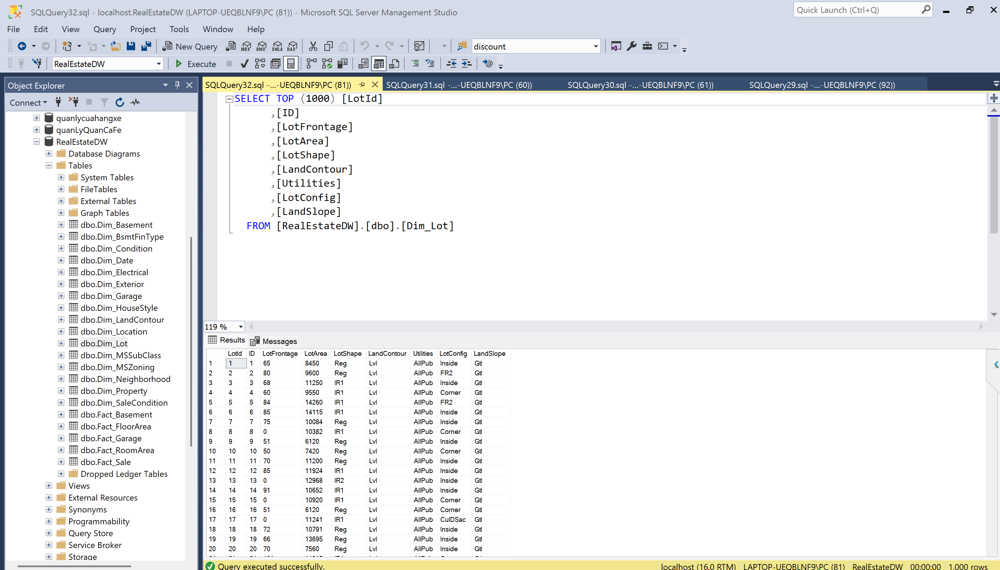 SQLQuery32.sql - localhost.RealEstateDW (LAPTOP-UEQBLNF9\PC (81)) - Microsoft SQL Server Management Studio
Quick Launch (Ctrl+Q)
File Edit View Query Project Tools Window Help
New Query MDX DMX XMLA DAX discount
RealEstateDW Execute
Object Explorer
Connect
quanlycuahangxe
quanLyQuanCaFe
RealEstateDW
Database Diagrams
Tables
System Tables
FileTables
External Tables
Graph Tables
dbo.Dim_Basement
dbo.Dim_BsmtFinType
dbo.Dim_Condition
dbo.Dim_Date
dbo.Dim_Electrical
dbo.Dim_Exterior
dbo.Dim_Garage
dbo.Dim_HouseStyle
dbo.Dim_LandContour
dbo.Dim_Location
dbo.Dim_Lot
dbo.Dim_MSSubClass
dbo.Dim_MSZoning
dbo.Dim_Neighborhood
dbo.Dim_Property
dbo.Dim_SaleCondition
dbo.Fact_Basement
dbo.Fact_FloorArea
dbo.Fact_Garage
dbo.Fact_RoomArea
dbo.Fact_Sale
Dropped Ledger Tables
Views
External Resources
Synonyms
Programmability
Query Store
Service Broker
Storage
SQLQuery32.sql -...-UEQBLNF9\PC (81)) SQLQuery31.sql -...-UEQBLNF9\PC (60)) SQLQuery30.sql -...-UEQBLNF9\PC (61)) SQLQuery29.sql -...-UEQBLNF9\PC (92))
SELECT TOP (1000) [LotId]
,[ID]
,[LotFrontage]
,[LotArea]
,[LotShape]
,[LandContour]
,[Utilities]
,[LotConfig]
,[LandSlope]
FROM [RealEstateDW].[dbo].[Dim_Lot]
119 %
Results Messages
LotId ID LotFrontage LotArea LotShape LandContour Utilities LotConfig LandSlope
1 1 1 65 8450 Reg Lvl AllPub Inside Gtl
2 2 2 80 9600 Reg Lvl AllPub FR2 Gtl
3 3 3 68 11250 IR1 Lvl AllPub Inside Gtl
4 4 4 60 9550 IR1 Lvl AllPub Corner Gtl
5 5 5 84 14260 IR1 Lvl AllPub FR2 Gtl
6 6 6 85 14115 IR1 Lvl AllPub Inside Gtl
7 7 7 75 10084 Reg Lvl AllPub Inside Gtl
8 8 8 0 10382 IR1 Lvl AllPub Corner Gtl
9 9 9 51 6120 Reg Lvl AllPub Inside Gtl
10 10 10 50 7420 Reg Lvl AllPub Corner Gtl
11 11 11 70 11200 Reg Lvl AllPub Inside Gtl
12 12 12 85 11924 IR1 Lvl AllPub Inside Gtl
13 13 13 0 12968 IR2 Lvl AllPub Inside Gtl
14 14 14 91 10652 IR1 Lvl AllPub Inside Gtl
15 15 15 0 10920 IR1 Lvl AllPub Corner Gtl
16 16 16 51 6120 Reg Lvl AllPub Corner Gtl
17 17 17 0 11241 IR1 Lvl AllPub CulDSac Gtl
18 18 18 72 10791 Reg Lvl AllPub Inside Gtl
19 19 19 66 13695 Reg Lvl AllPub Inside Gtl
20 20 20 70 7560 Reg Lvl AllPub Inside Gtl
Query executed successfully. localhost (16.0 RTM) LAPTOP-UEQBLNF9\PC (81) RealEstateDW 00:00:00 1,000 rows